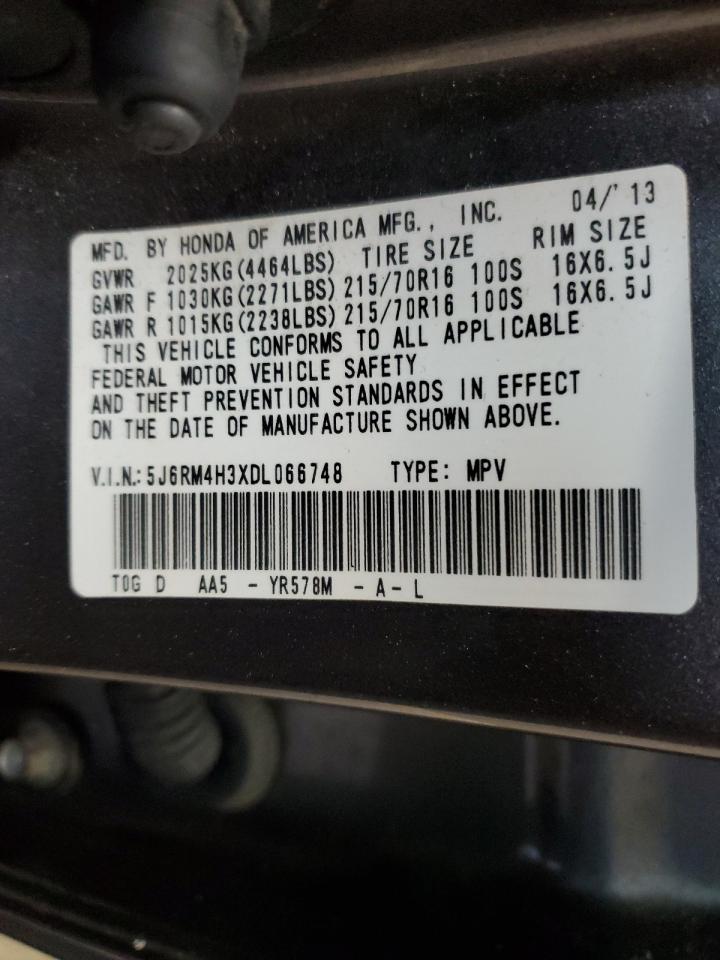 MFD. BY HONDA OF AMERICA MFG., INC. 04/'13
GVWR 2025KG(4464LBS) TIRE SIZE RIM SIZE
GAWR F 1030KG(2271LBS) 215/70R16 100S 16X6.5J
GAWR R 1015KG(2238LBS) 215/70R16 100S 16X6.5J
THIS VEHICLE CONFORMS TO ALL APPLICABLE
FEDERAL MOTOR VEHICLE SAFETY
AND THEFT PREVENTION STANDARDS IN EFFECT
ON THE DATE OF MANUFACTURE SHOWN ABOVE.
V.I.N.: 5J6RM4H3XDL066748 TYPE: MPV
T0G D AA5 - YR578M - A - L